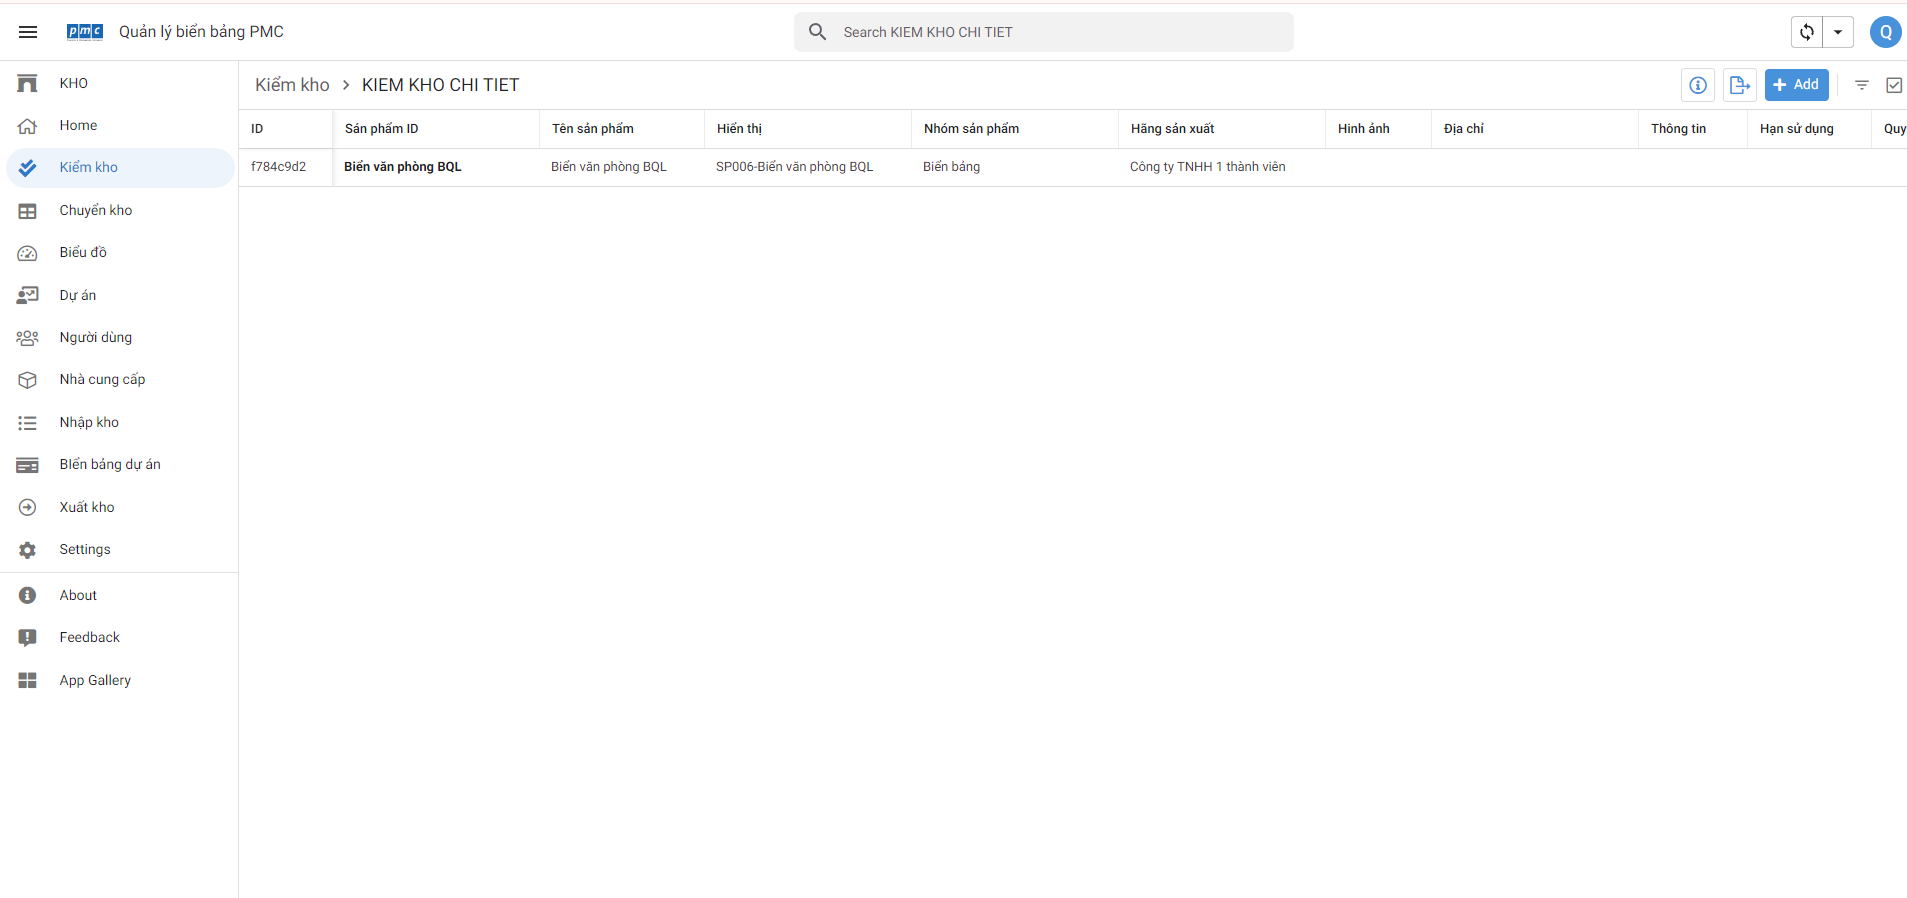 pmc Quản lý biển bảng PMC
Search KIEM KHO CHI TIET
Q
KHO
Home
Kiểm kho
Chuyển kho
Biểu đồ
Dự án
Người dùng
Nhà cung cấp
Nhập kho
BIển bảng dự án
Xuất kho
Settings
About
Feedback
App Gallery
Kiểm kho > KIEM KHO CHI TIET
Add
ID Sản phẩm ID Tên sản phẩm Hiển thị Nhóm sản phẩm Hãng sản xuất Hình ảnh Địa chỉ Thông tin Hạn sử dụng Quy
f784c9d2 Biển văn phòng BQL Biển văn phòng BQL SP006-Biển văn phòng BQL Biển bảng Công ty TNHH 1 thành viên